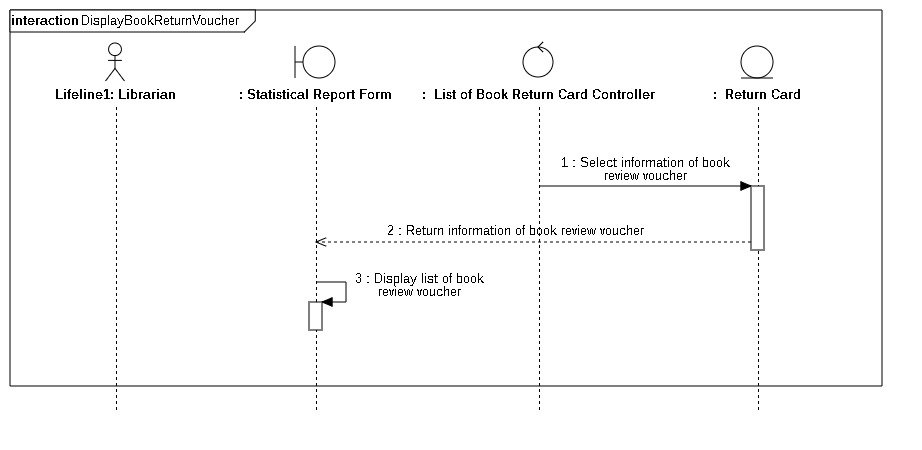 interaction DisplayBookReturnVoucher
Lifeline1: Librarian
: Statistical Report Form
: List of Book Return Card Controller
: Return Card
1 : Select information of book
review voucher
2 : Return information of book review voucher
3 : Display list of book
review voucher